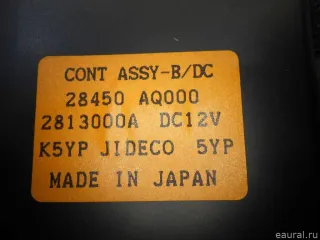 CONT ASSY-B/DC
28450 AQ000
2813000A DC12V
K5YP JIDECO 5YP
MADE IN JAPAN
eaural.ru